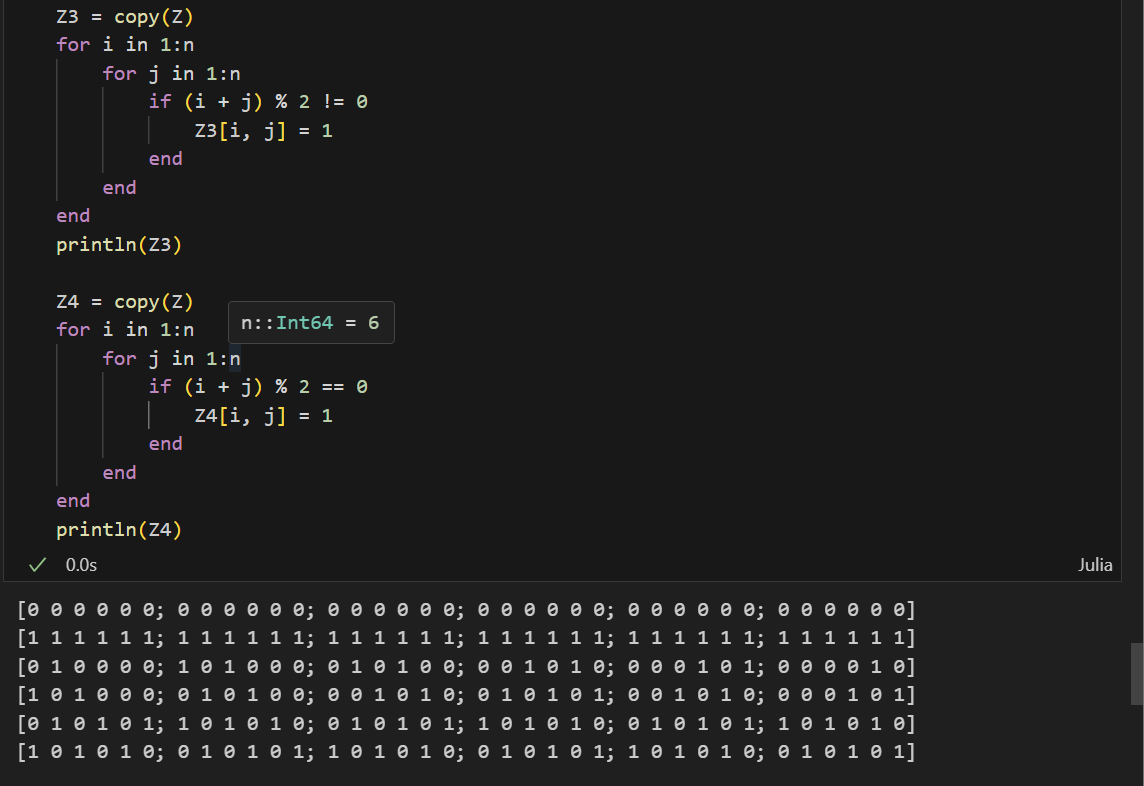 Z3 = copy(Z)
for i in 1:n
    for j in 1:n
        if (i + j) % 2 != 0
            Z3[i, j] = 1
        end
    end
end
println(Z3)

Z4 = copy(Z)
n::Int64 = 6
for i in 1:n
    for j in 1:n
        if (i + j) % 2 == 0
            Z4[i, j] = 1
        end
    end
end
println(Z4)
0.0s
Julia
[0 0 0 0 0 0; 0 0 0 0 0 0; 0 0 0 0 0 0; 0 0 0 0 0 0; 0 0 0 0 0 0; 0 0 0 0 0 0]
[1 1 1 1 1 1; 1 1 1 1 1 1; 1 1 1 1 1 1; 1 1 1 1 1 1; 1 1 1 1 1 1; 1 1 1 1 1 1]
[0 1 0 0 0 0; 1 0 1 0 0 0; 0 1 0 1 0 0; 0 0 1 0 1 0; 0 0 0 1 0 1; 0 0 0 0 1 0]
[1 0 1 0 0 0; 0 1 0 1 0 0; 0 0 1 0 1 0; 0 1 0 1 0 1; 0 0 1 0 1 0; 0 0 0 1 0 1]
[0 1 0 1 0 1; 1 0 1 0 1 0; 0 1 0 1 0 1; 1 0 1 0 1 0; 0 1 0 1 0 1; 1 0 1 0 1 0]
[1 0 1 0 1 0; 0 1 0 1 0 1; 1 0 1 0 1 0; 0 1 0 1 0 1; 1 0 1 0 1 0; 0 1 0 1 0 1]